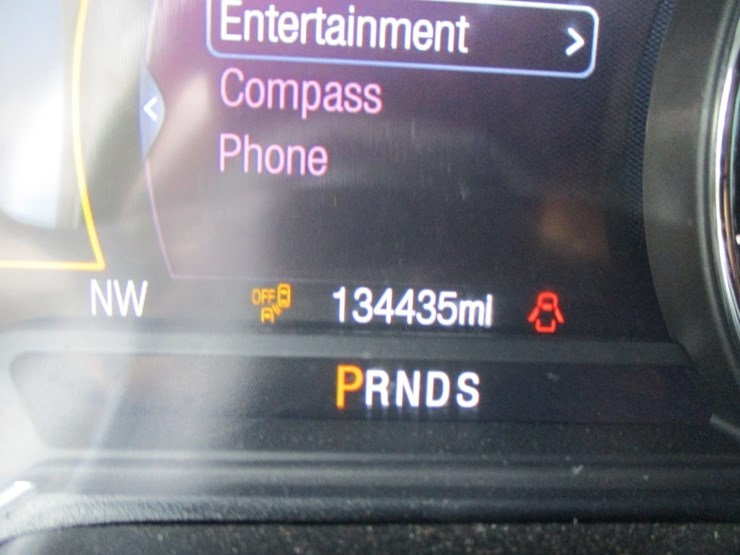 Entertainment >
Compass
Phone
NW OFF 134435mi
PRNDS